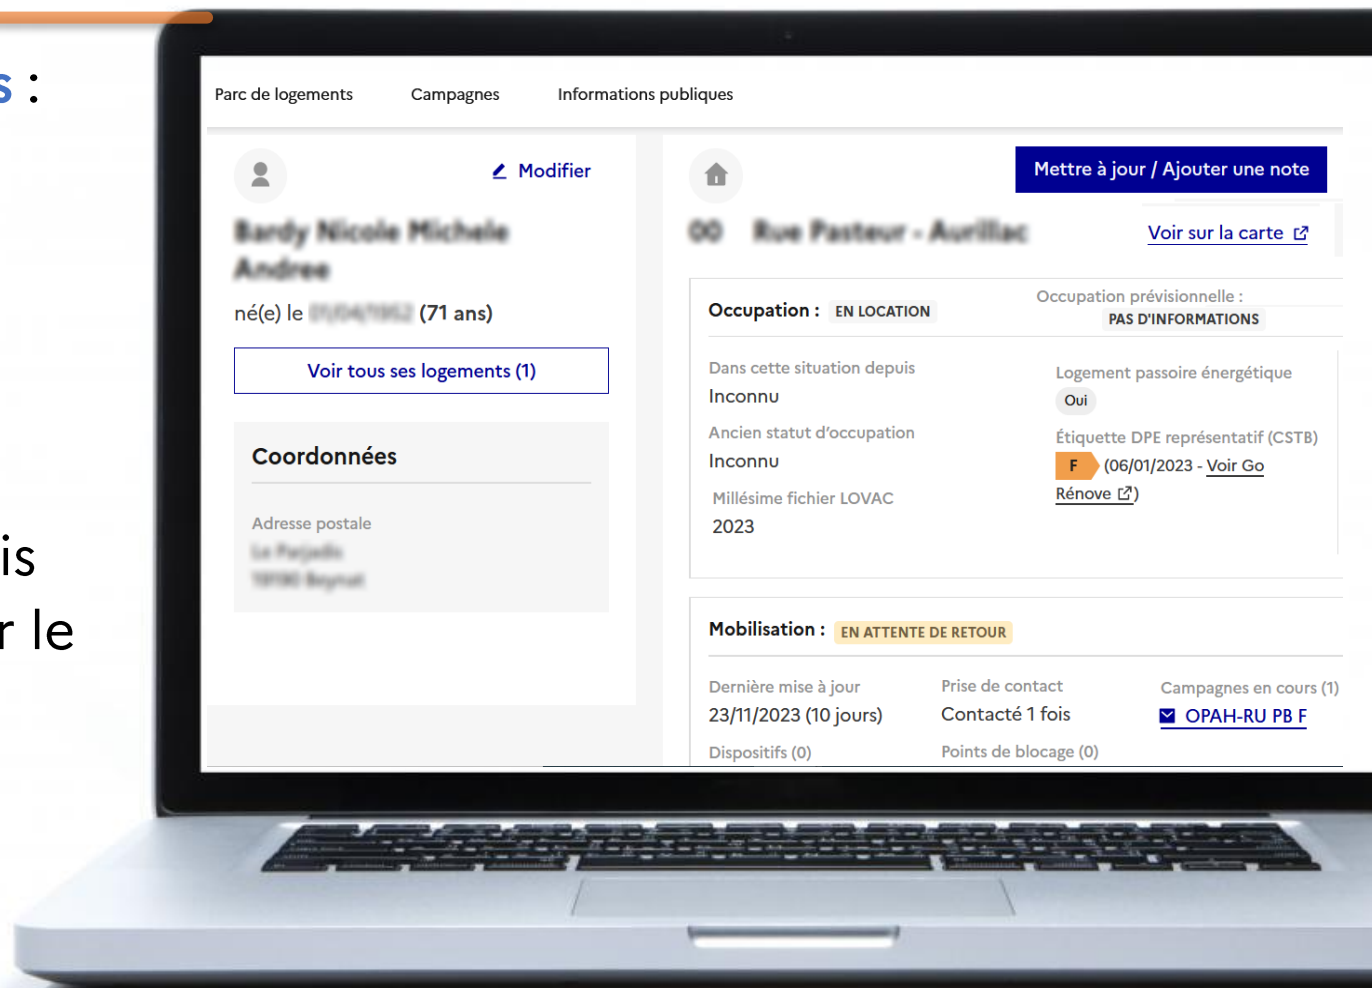 s :
is
r le
Parc de logements Campagnes Informations publiques
Modifier
né(e) le (71 ans)
Voir tous ses logements (1)
Coordonnées
Adresse postale
Mettre à jour / Ajouter une note
Voir sur la carte
Occupation : EN LOCATION
Occupation prévisionnelle :
PAS D'INFORMATIONS
Dans cette situation depuis
Inconnu
Ancien statut d’occupation
Inconnu
Millésime fichier LOVAC
2023
Logement passoire énergétique
Oui
Étiquette DPE représentatif (CSTB)
F (06/01/2023 - Voir Go
Rénove )
Mobilisation : EN ATTENTE DE RETOUR
Dernière mise à jour
23/11/2023 (10 jours)
Prise de contact
Contacté 1 fois
Campagnes en cours (1)
OPAH-RU PB F
Dispositifs (0)
Points de blocage (0)